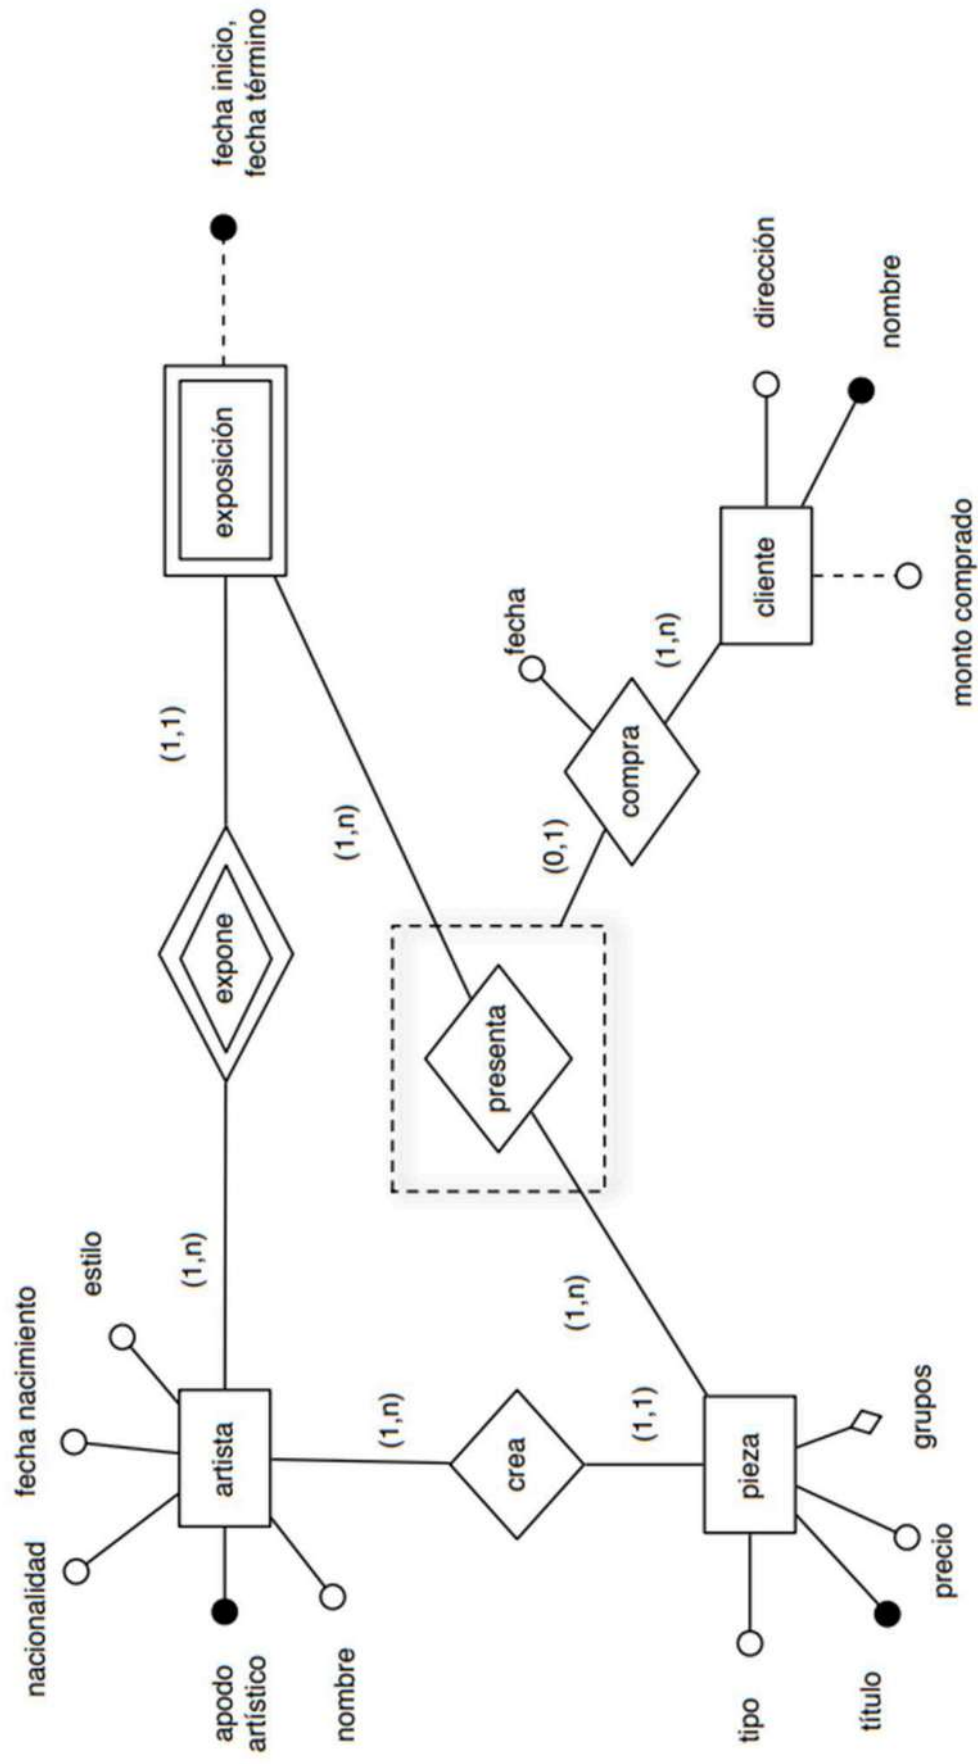 nacionalidad
fecha nacimiento
estilo
apodo
artístico
artista
nombre
(1,n)
expone
(1,1)
exposición
fecha inicio,
fecha término
(1,n)
crea
(1,1)
presenta
(1,n)
(1,n)
(0,1)
compra
fecha
(1,n)
cliente
dirección
nombre
monto comprado
tipo
pieza
título
precio
grupos